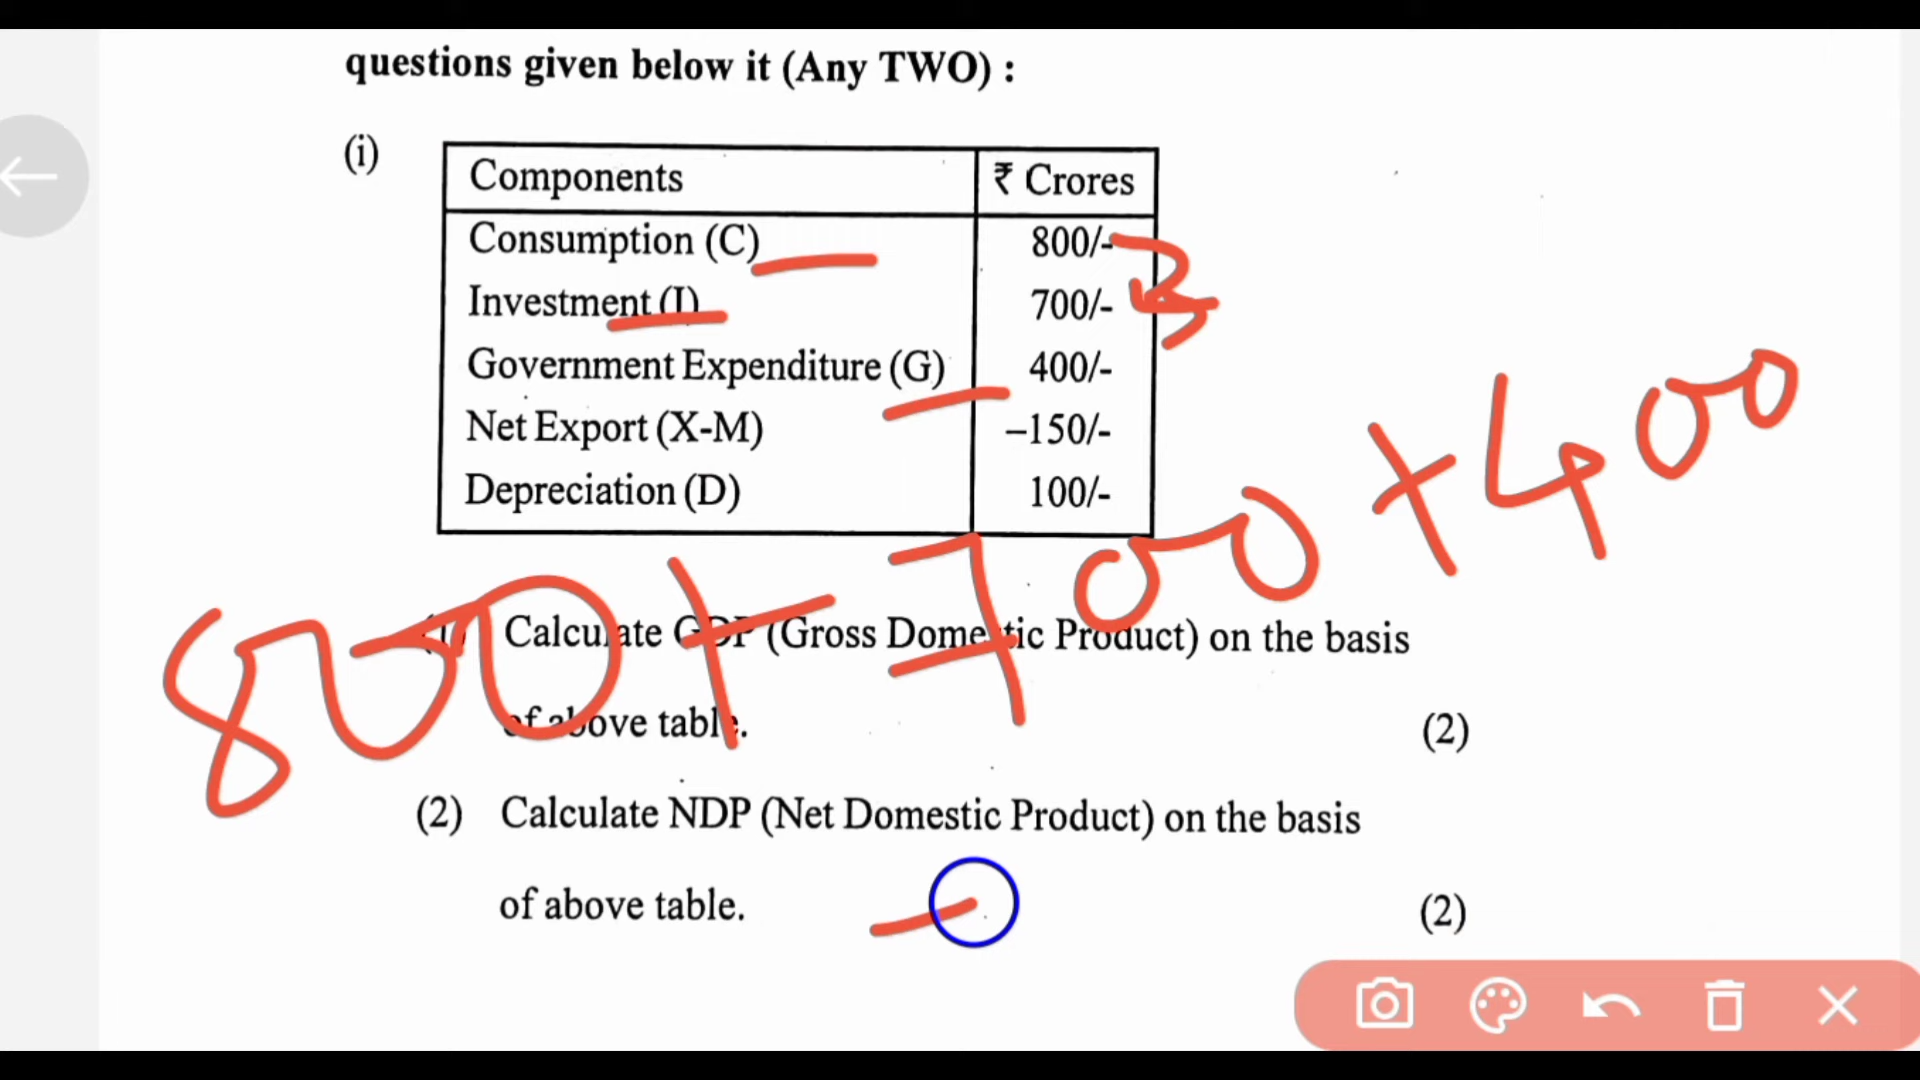 questions given below it (Any TWO) :
(i)
Components ₹ Crores
Consumption (C) 800/-
Investment (I) 700/-
Government Expenditure (G) 400/-
Net Export (X-M) –150/-
Depreciation (D) 100/-
800+700+400
(1) Calculate GDP (Gross Domestic Product) on the basis
of above table. (2)
(2) Calculate NDP (Net Domestic Product) on the basis
of above table. (2)